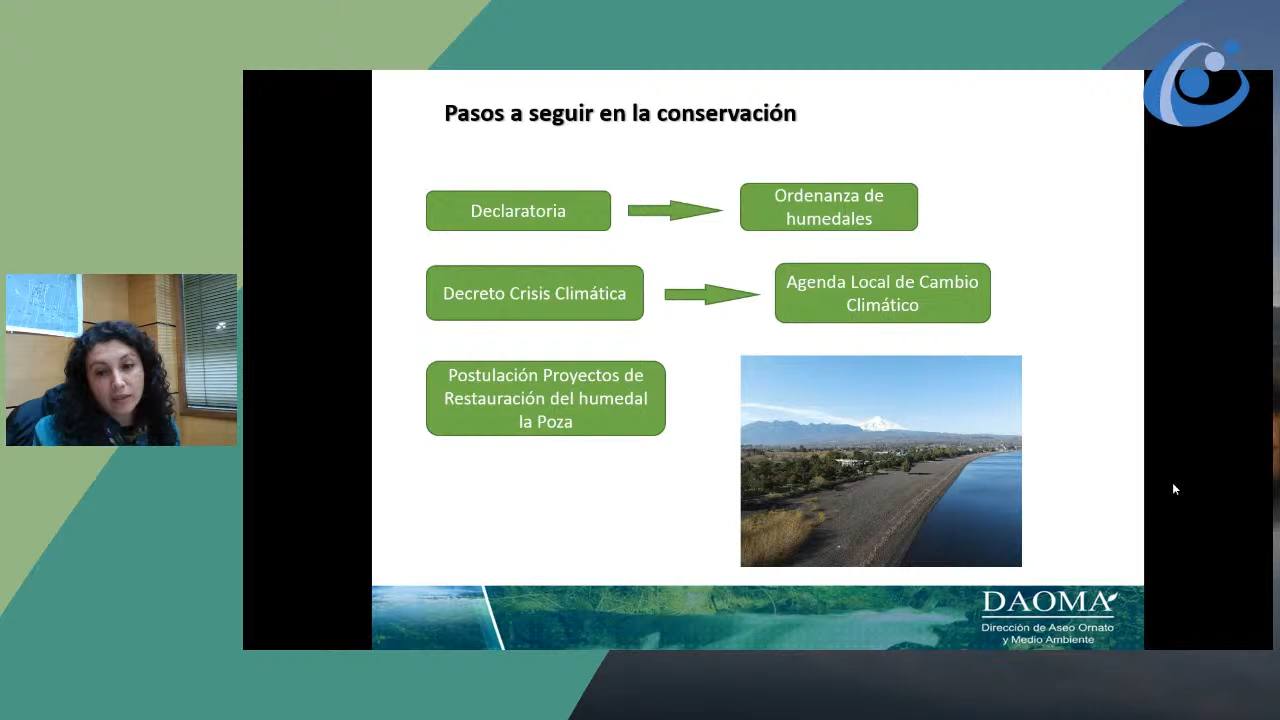 Pasos a seguir en la conservación
Declaratoria
Ordenanza de
humedales
Decreto Crisis Climática
Agenda Local de Cambio
Climático
Postulación Proyectos de
Restauración del humedal
la Poza
DAOMA
Dirección de Aseo Ornato
y Medio Ambiente